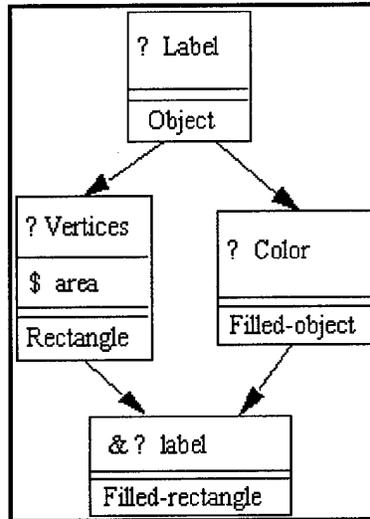 ? Label
Object
? Vertices
$ area
Rectangle
? Color
Filled-object
& ? label
Filled-rectangle